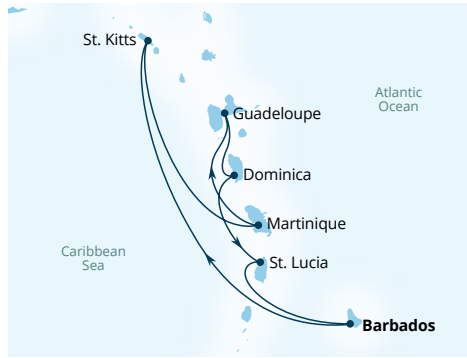 St. Kitts
Atlantic
Ocean
Guadeloupe
Dominica
Martinique
Caribbean
Sea
St. Lucia
Barbados